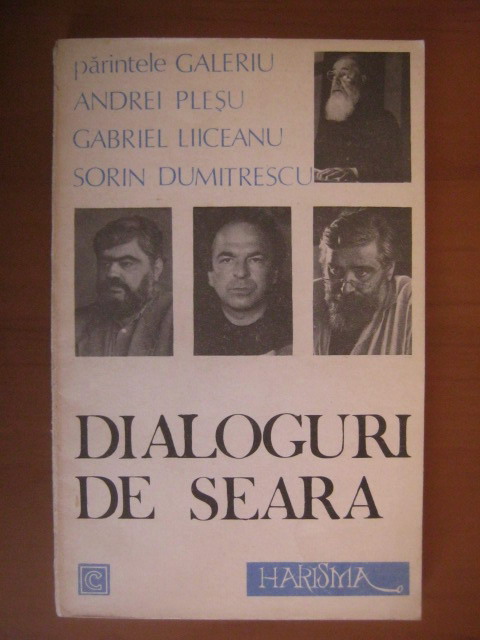 părintele GALERIU
ANDREI PLEŞU
GABRIEL LIICEANU
SORIN DUMITRESCU
DIALOGURI
DE SEARA
C
HARISMA